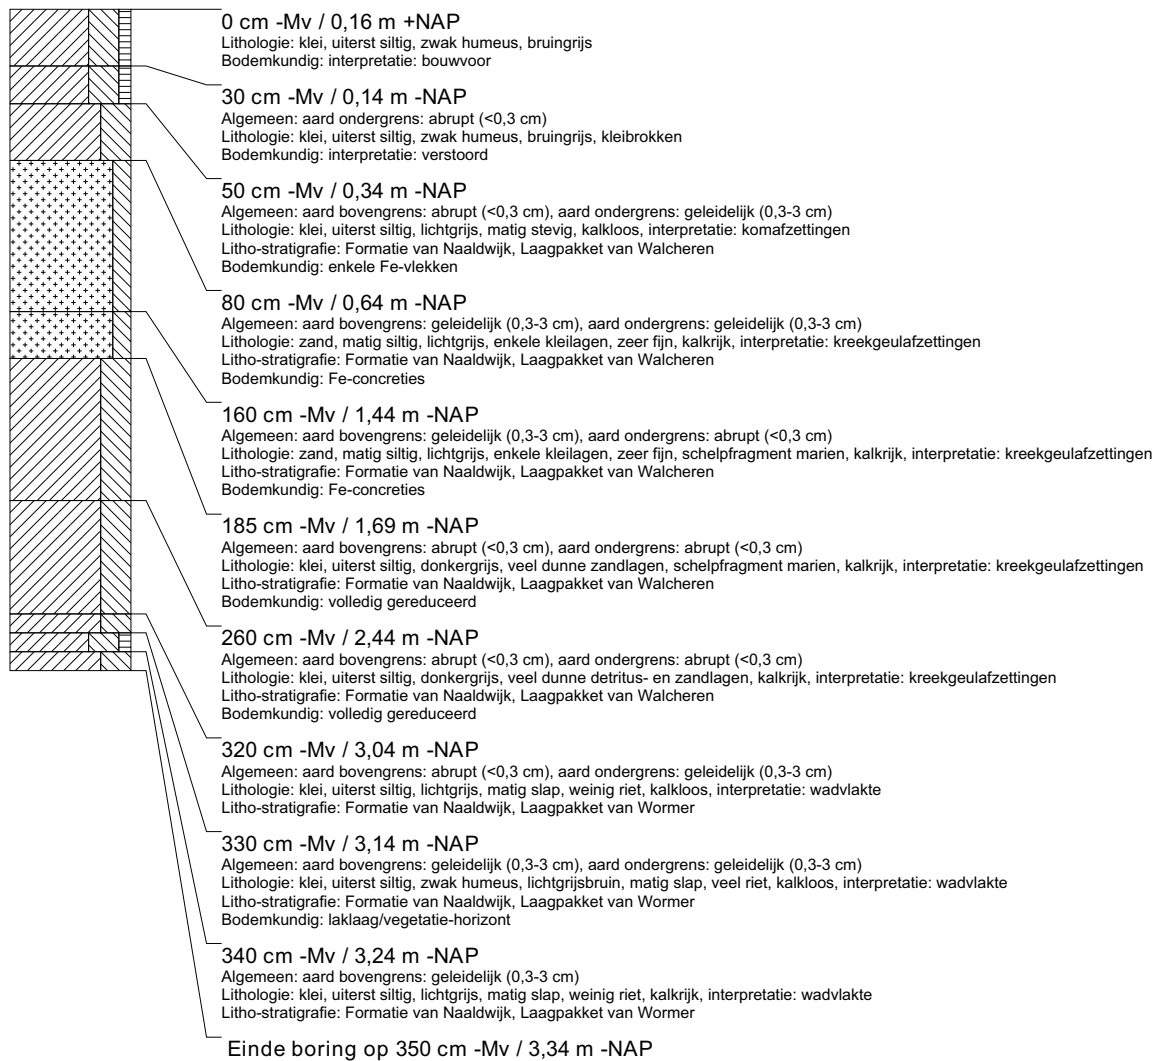 0 cm -Mv / 0,16 m +NAP
Lithologie: klei, uiterst siltig, zwak humeus, bruingrijs
Bodemkundig: interpretatie: bouwvoor
30 cm -Mv / 0,14 m -NAP
Algemeen: aard ondergrens: abrupt (<0,3 cm)
Lithologie: klei, uiterst siltig, zwak humeus, bruingrijs, kleibrokken
Bodemkundig: interpretatie: verstoord
50 cm -Mv / 0,34 m -NAP
Algemeen: aard bovengrens: abrupt (<0,3 cm), aard ondergrens: geleidelijk (0,3-3 cm)
Lithologie: klei, uiterst siltig, lichtgrijs, matig stevig, kalkloos, interpretatie: komafzettingen
Litho-stratigrafie: Formatie van Naaldwijk, Laagpakket van Walcheren
Bodemkundig: enkele Fe-vlekken
80 cm -Mv / 0,64 m -NAP
Algemeen: aard bovengrens: geleidelijk (0,3-3 cm), aard ondergrens: geleidelijk (0,3-3 cm)
Lithologie: zand, matig siltig, lichtgrijs, enkele kleilagen, zeer fijn, kalkrijk, interpretatie: kreekgeulafzettingen
Litho-stratigrafie: Formatie van Naaldwijk, Laagpakket van Walcheren
Bodemkundig: Fe-concreties
160 cm -Mv / 1,44 m -NAP
Algemeen: aard bovengrens: geleidelijk (0,3-3 cm), aard ondergrens: abrupt (<0,3 cm)
Lithologie: zand, matig siltig, lichtgrijs, enkele kleilagen, zeer fijn, schelpfragment marien, kalkrijk, interpretatie: kreekgeulafzettingen
Litho-stratigrafie: Formatie van Naaldwijk, Laagpakket van Walcheren
Bodemkundig: Fe-concreties
185 cm -Mv / 1,69 m -NAP
Algemeen: aard bovengrens: abrupt (<0,3 cm), aard ondergrens: abrupt (<0,3 cm)
Lithologie: klei, uiterst siltig, donkergrijs, veel dunne zandlagen, schelpfragment marien, kalkrijk, interpretatie: kreekgeulafzettingen
Litho-stratigrafie: Formatie van Naaldwijk, Laagpakket van Walcheren
Bodemkundig: volledig gereduceerd
260 cm -Mv / 2,44 m -NAP
Algemeen: aard bovengrens: abrupt (<0,3 cm), aard ondergrens: abrupt (<0,3 cm)
Lithologie: klei, uiterst siltig, donkergrijs, veel dunne detritus- en zandlagen, kalkrijk, interpretatie: kreekgeulafzettingen
Litho-stratigrafie: Formatie van Naaldwijk, Laagpakket van Walcheren
Bodemkundig: volledig gereduceerd
320 cm -Mv / 3,04 m -NAP
Algemeen: aard bovengrens: abrupt (<0,3 cm), aard ondergrens: geleidelijk (0,3-3 cm)
Lithologie: klei, uiterst siltig, lichtgrijs, matig slap, weinig riet, kalkloos, interpretatie: wadvlakte
Litho-stratigrafie: Formatie van Naaldwijk, Laagpakket van Wormer
330 cm -Mv / 3,14 m -NAP
Algemeen: aard bovengrens: geleidelijk (0,3-3 cm), aard ondergrens: geleidelijk (0,3-3 cm)
Lithologie: klei, uiterst siltig, zwak humeus, lichtgrijsbruin, matig slap, veel riet, kalkloos, interpretatie: wadvlakte
Litho-stratigrafie: Formatie van Naaldwijk, Laagpakket van Wormer
Bodemkundig: laklaag/vegetatie-horizont
340 cm -Mv / 3,24 m -NAP
Algemeen: aard bovengrens: geleidelijk (0,3-3 cm)
Lithologie: klei, uiterst siltig, lichtgrijs, matig slap, weinig riet, kalkrijk, interpretatie: wadvlakte
Litho-stratigrafie: Formatie van Naaldwijk, Laagpakket van Wormer
Einde boring op 350 cm -Mv / 3,34 m -NAP